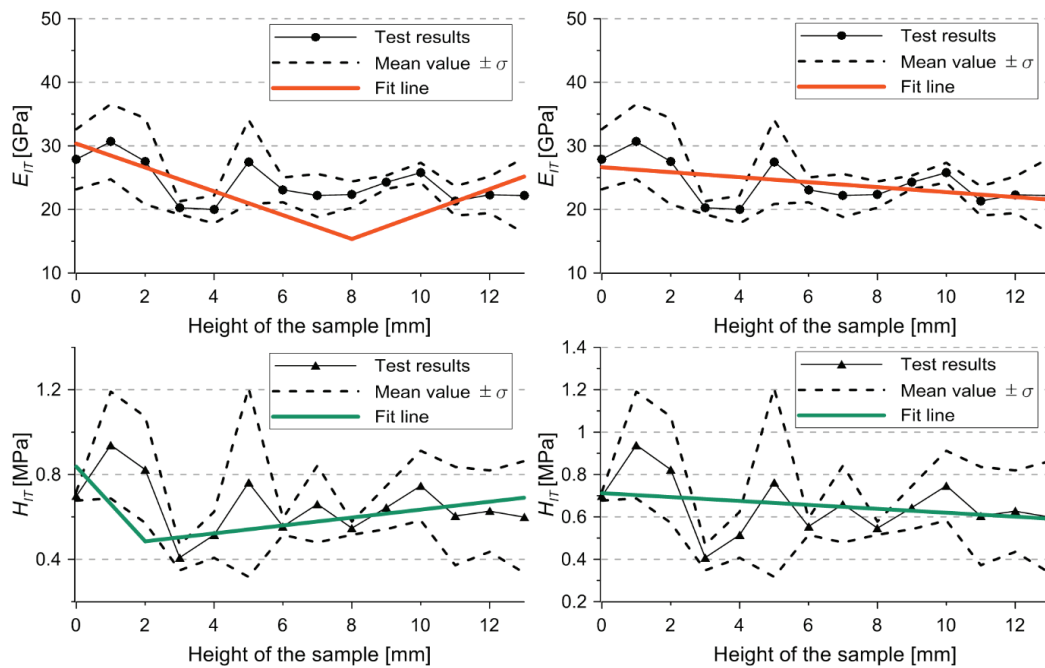 50
40
30
20
10
E_IT [GPa]
Test results
Mean value ± σ
Fit line
0 2 4 6 8 10 12
Height of the sample [mm]
50
40
30
20
10
E_IT [GPa]
Test results
Mean value ± σ
Fit line
0 2 4 6 8 10 12
Height of the sample [mm]
1.2
0.8
0.4
H_IT [MPa]
Test results
Mean value ± σ
Fit line
0 2 4 6 8 10 12
Height of the sample [mm]
1.4
1.2
1
0.8
0.6
0.4
0.2
H_IT [MPa]
Test results
Mean value ± σ
Fit line
0 2 4 6 8 10 12
Height of the sample [mm]